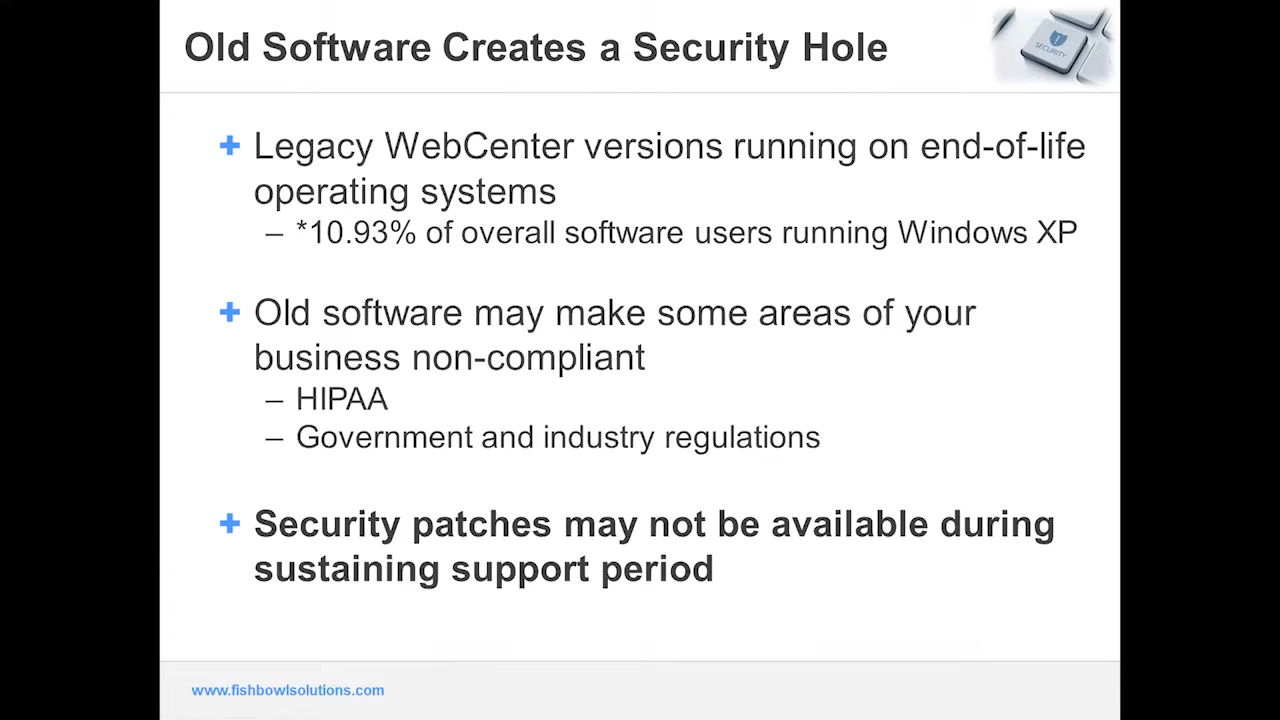 Old Software Creates a Security Hole
SECURITY
+ Legacy WebCenter versions running on end-of-life
operating systems
– *10.93% of overall software users running Windows XP
+ Old software may make some areas of your
business non-compliant
– HIPAA
– Government and industry regulations
+ Security patches may not be available during
sustaining support period
www.fishbowlsolutions.com